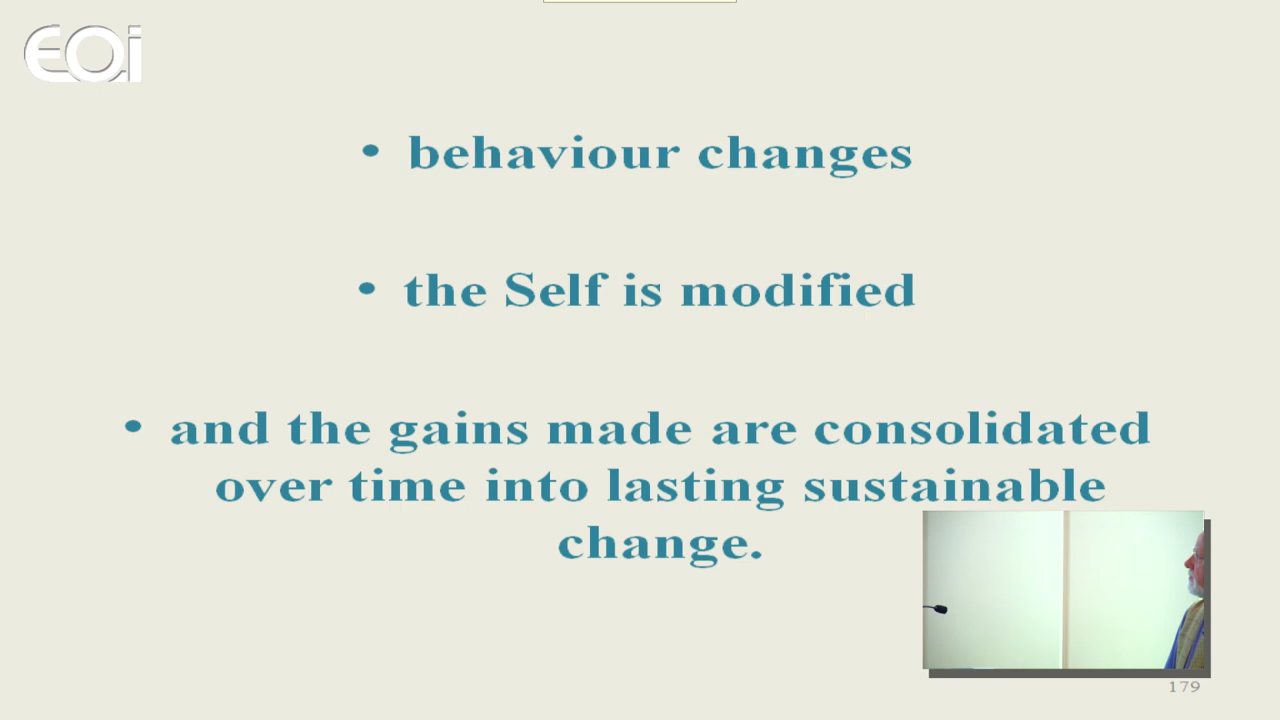 EQi
• behaviour changes
• the Self is modified
• and the gains made are consolidated
over time into lasting sustainable
change.
179